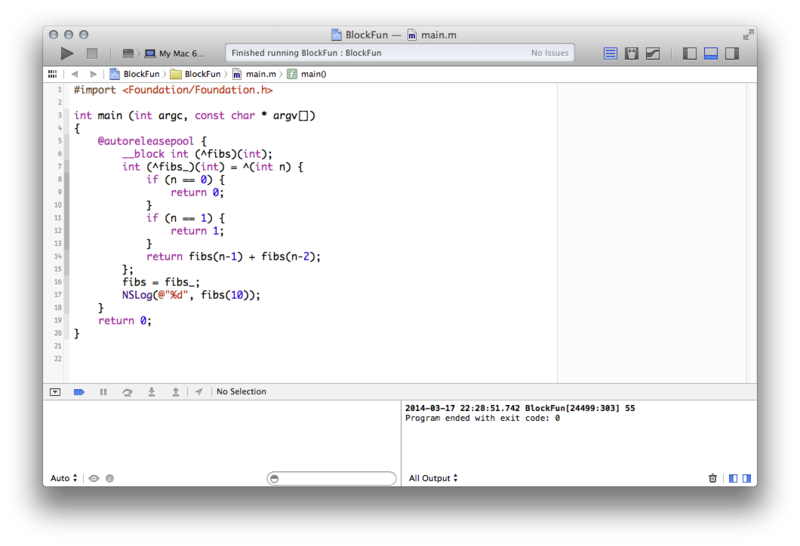 BlockFun — main.m
My Mac 6... Finished running BlockFun : BlockFun No Issues
BlockFun BlockFun main.m main()
1 #import <Foundation/Foundation.h>
2
3 int main (int argc, const char * argv[])
4 {
5 @autoreleasepool {
6 __block int (^fibs)(int);
7 int (^fibs_)(int) = ^(int n) {
8 if (n == 0) {
9 return 0;
10 }
11 if (n == 1) {
12 return 1;
13 }
14 return fibs(n-1) + fibs(n-2);
15 };
16 fibs = fibs_;
17 NSLog(@"%d", fibs(10));
18 }
19 return 0;
20 }
21
22
No Selection
2014-03-17 22:28:51.742 BlockFun[24499:303] 55
Program ended with exit code: 0
Auto All Output